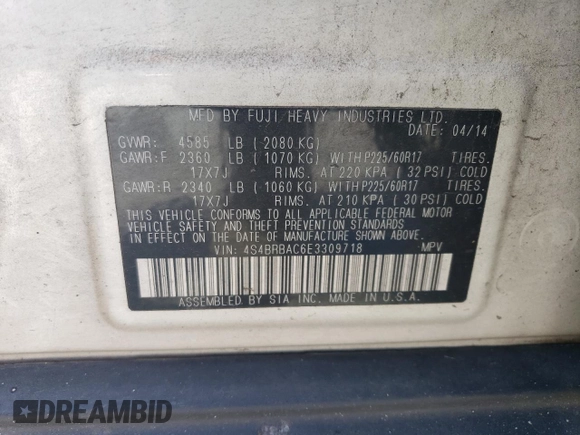 MFD BY FUJI HEAVY INDUSTRIES LTD.
DATE: 04/14
GVWR: 4585 LB ( 2080 KG)
GAWR:F 2360 LB ( 1070 KG) WITH P225/60R17 TIRES.
17X7J RIMS. AT 220 KPA ( 32 PSI) COLD
GAWR:R 2340 LB ( 1060 KG) WITH P225/60R17 TIRES.
17X7J RIMS. AT 210 KPA ( 30 PSI) COLD
THIS VEHICLE CONFORMS TO ALL APPLICABLE FEDERAL MOTOR
VEHICLE SAFETY AND THEFT PREVENTION STANDARDS
IN EFFECT ON THE DATE OF MANUFACTURE SHOWN ABOVE.
VIN: 4S4BRBAC6E3309718 MPV
ASSEMBLED BY SIA INC. MADE IN U.S.A.
DREAMBID